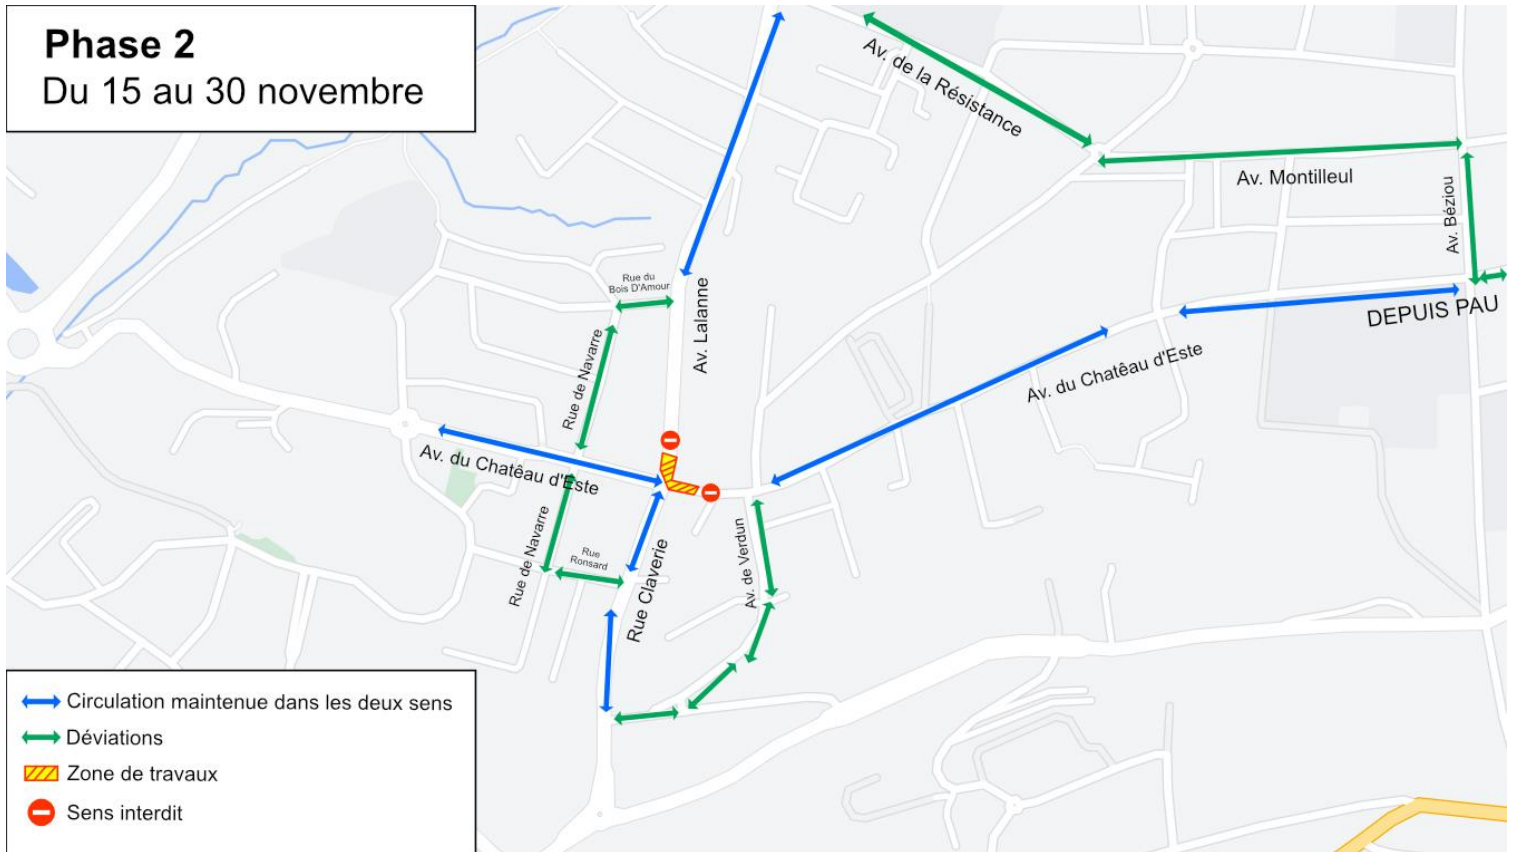 Phase 2
Du 15 au 30 novembre
Av. de la Résistance
Av. Montilleul
Av. Béziou
DEPUIS PAU
Rue du
Bois D'Amour
Av. Lalanne
Rue de Navarre
Av. du Chatêau d'Este
Av. du Chatêau d'Este
Rue de Navarre
Rue
Ronsard
Rue Claverie
Av. de Verdun
Circulation maintenue dans les deux sens
Déviations
Zone de travaux
Sens interdit